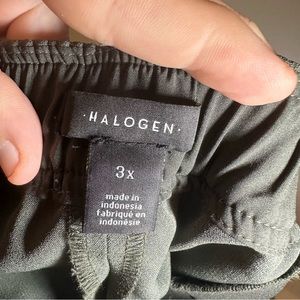 · HALOGEN ·
3x
made in
indonesia
fabriqué en
indonésie